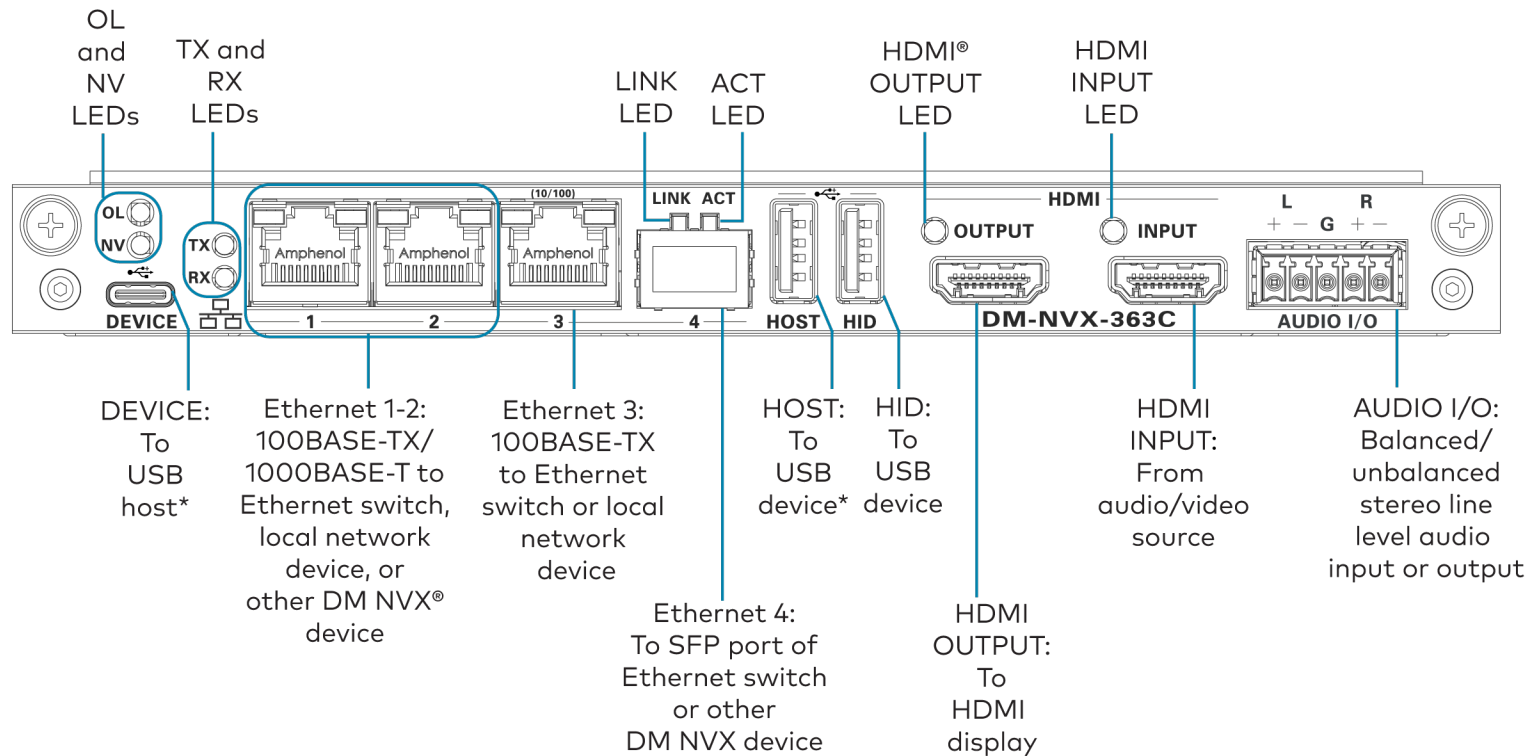 OL
and
NV
LEDs
TX and
RX
LEDs
LINK
LED
ACT
LED
HDMI®
OUTPUT
LED
HDMI
INPUT
LED
OL
NV
TX
RX
DEVICE
Amphenol
1
Amphenol
2
(10/100)
Amphenol
3
LINK ACT
4
HOST
HID
HDMI
OUTPUT
INPUT
DM-NVX-363C
L R
+ − G + −
AUDIO I/O
DEVICE:
To
USB
host*
Ethernet 1-2:
100BASE-TX/
1000BASE-T to
Ethernet switch,
local network
device, or
other DM NVX®
device
Ethernet 3:
100BASE-TX
to Ethernet
switch or local
network
device
Ethernet 4:
To SFP port of
Ethernet switch
or other
DM NVX device
HOST:
To
USB
device*
HID:
To
USB
device
HDMI
OUTPUT:
To
HDMI
display
HDMI
INPUT:
From
audio/video
source
AUDIO I/O:
Balanced/
unbalanced
stereo line
level audio
input or output